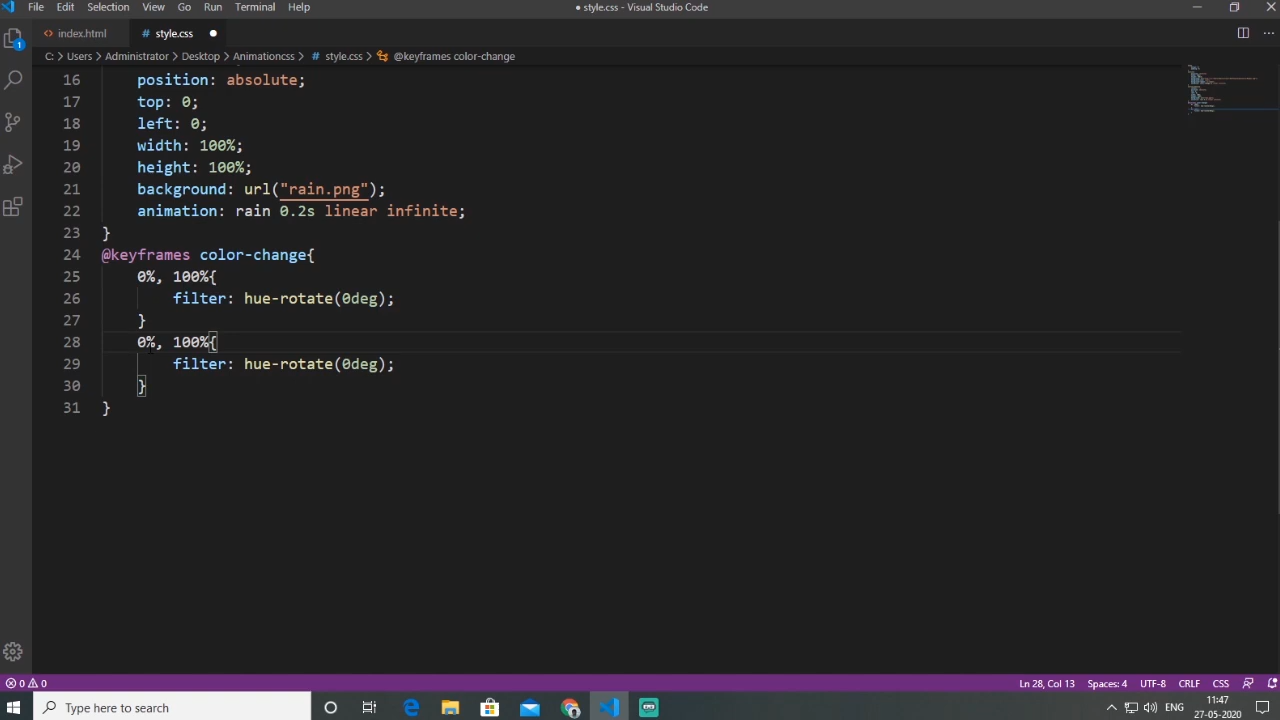 File Edit Selection View Go Run Terminal Help
● style.css - Visual Studio Code
index.html
# style.css
C: > Users > Administrator > Desktop > Animationcss > # style.css > @keyframes color-change
1
16 position: absolute;
17 top: 0;
18 left: 0;
19 width: 100%;
20 height: 100%;
21 background: url("rain.png");
22 animation: rain 0.2s linear infinite;
23 }
24 @keyframes color-change{
25 0%, 100%{
26 filter: hue-rotate(0deg);
27 }
28 0%, 100%{
29 filter: hue-rotate(0deg);
30 }
31 }
0 0 Ln 28, Col 13 Spaces: 4 UTF-8 CRLF CSS
Type here to search
ENG
11:47
27-05-2020